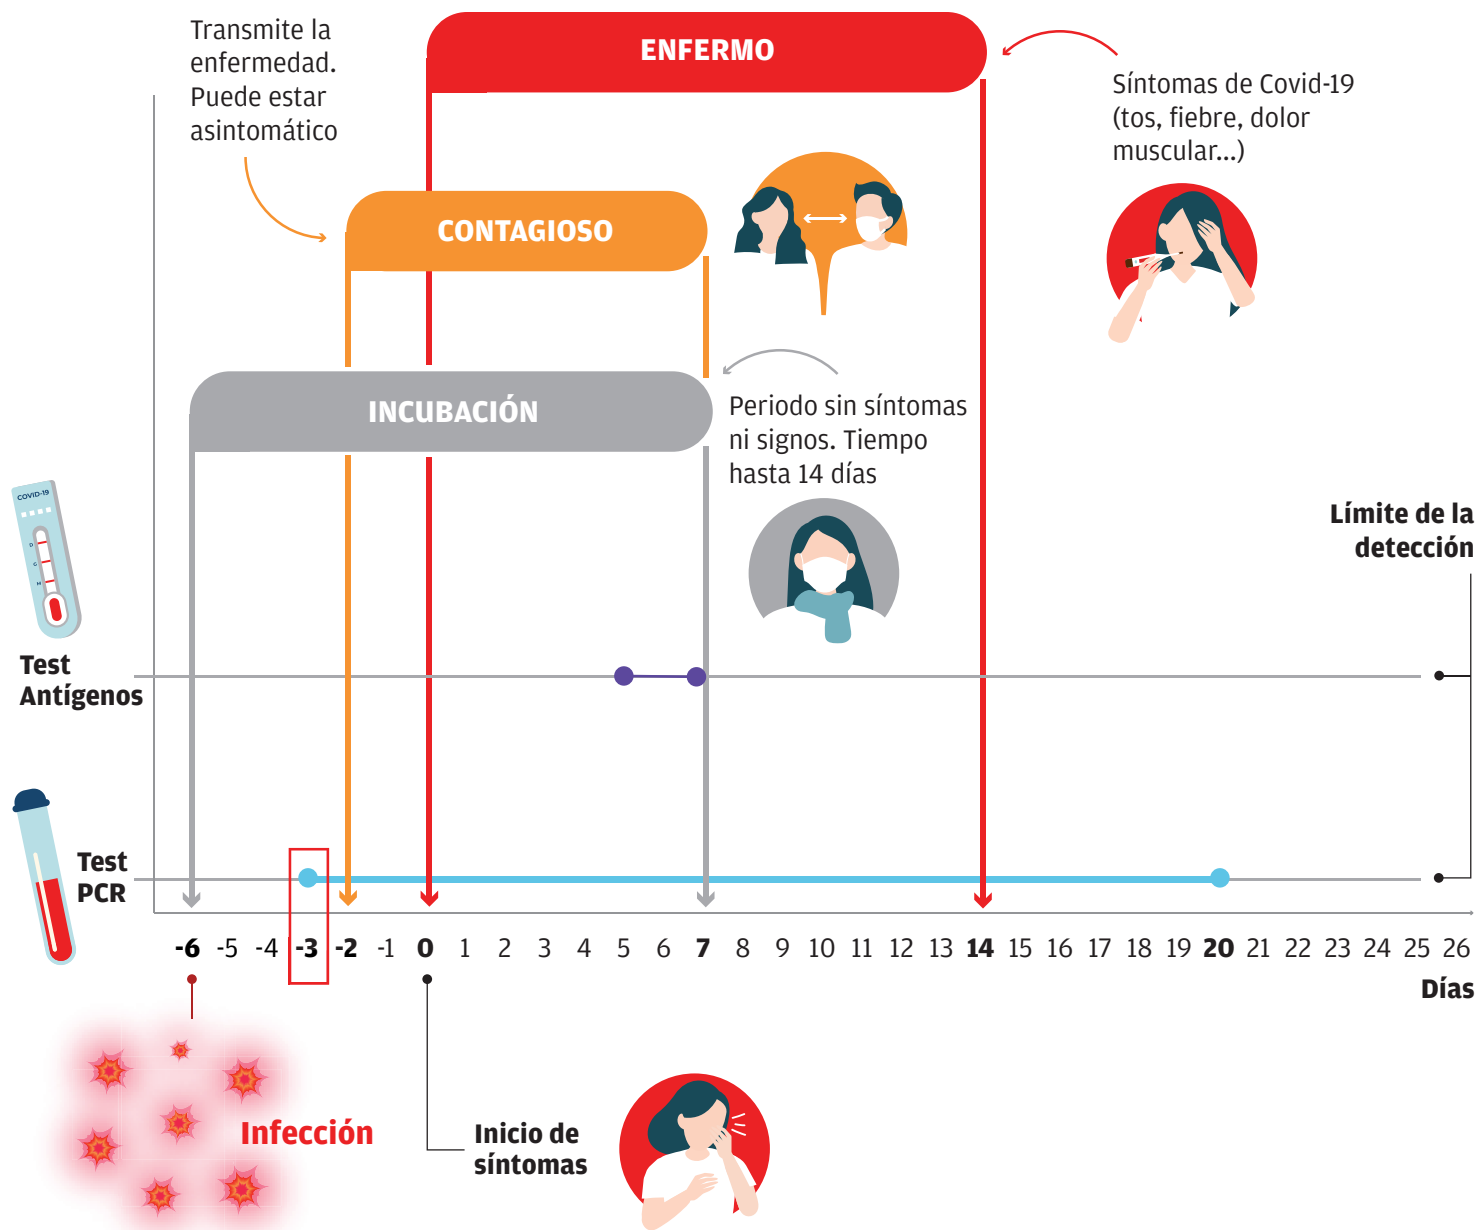 Transmite la
enfermedad.
Puede estar
asintomático
ENFERMO
Síntomas de Covid-19
(tos, fiebre, dolor
muscular...)
CONTAGIOSO
INCUBACIÓN
Periodo sin síntomas
ni signos. Tiempo
hasta 14 días
COVID-19
D
C
M
Límite de la
detección
Test
Antígenos
Test
PCR
-6 -5 -4 -3 -2 -1 0 1 2 3 4 5 6 7 8 9 10 11 12 13 14 15 16 17 18 19 20 21 22 23 24 25 26
Días
Infección
Inicio de
síntomas